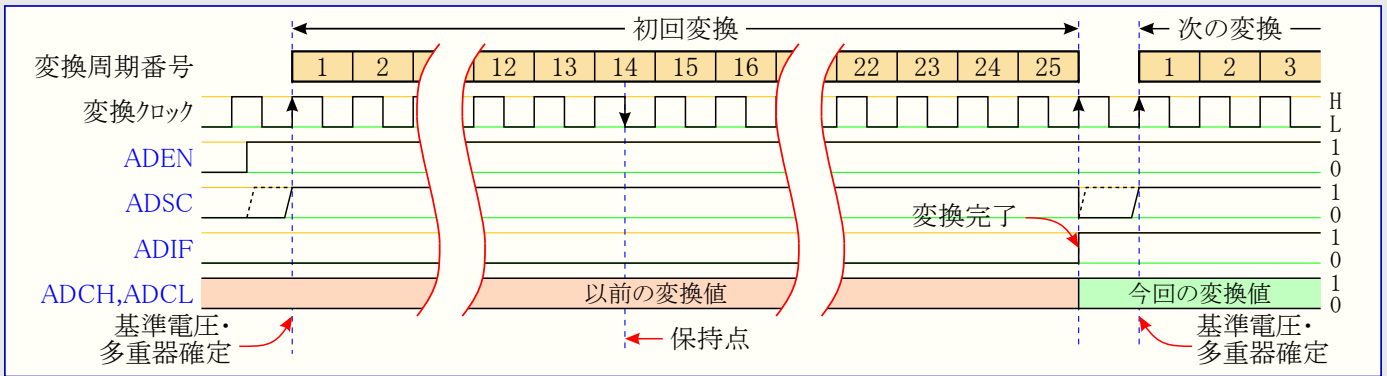 初回変換 次の変換
変換周期番号 1 2 12 13 14 15 16 22 23 24 25 1 2 3
変換クロック H
L
ADEN 1
0
ADSC 1
0
変換完了
ADIF 1
0
ADCH,ADCL 以前の変換値 今回の変換値 1
0
基準電圧・
多重器確定
保持点
基準電圧・
多重器確定